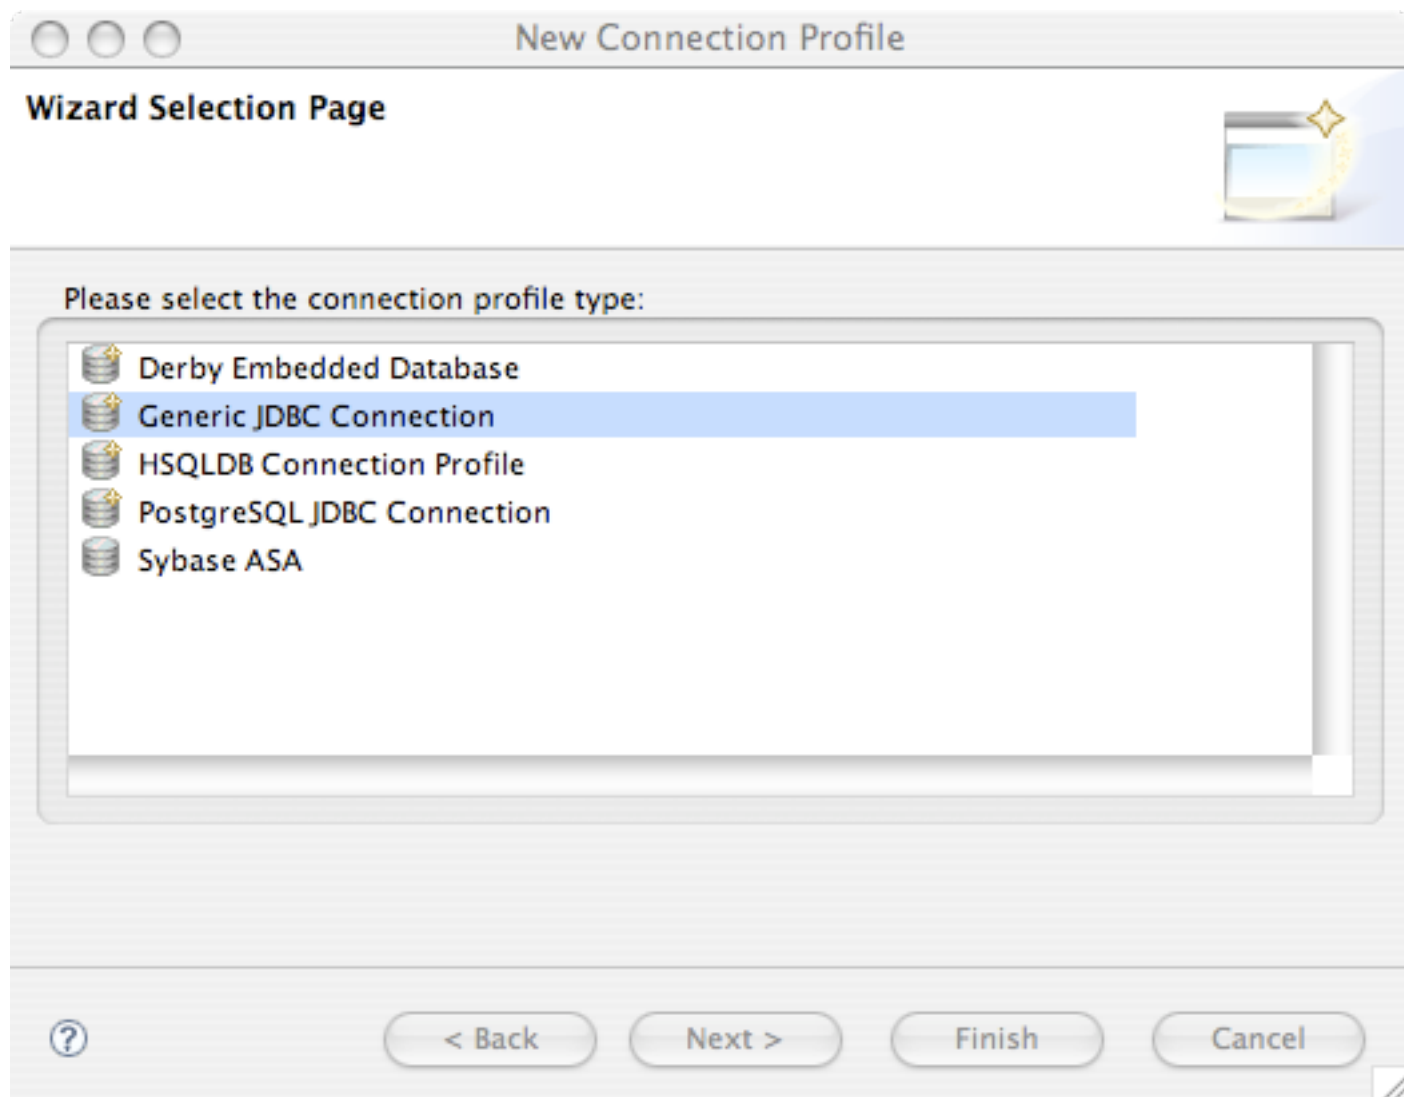 New Connection Profile
Wizard Selection Page
Please select the connection profile type:
Derby Embedded Database
Generic JDBC Connection
HSQLDB Connection Profile
PostgreSQL JDBC Connection
Sybase ASA
?
< Back
Next >
Finish
Cancel